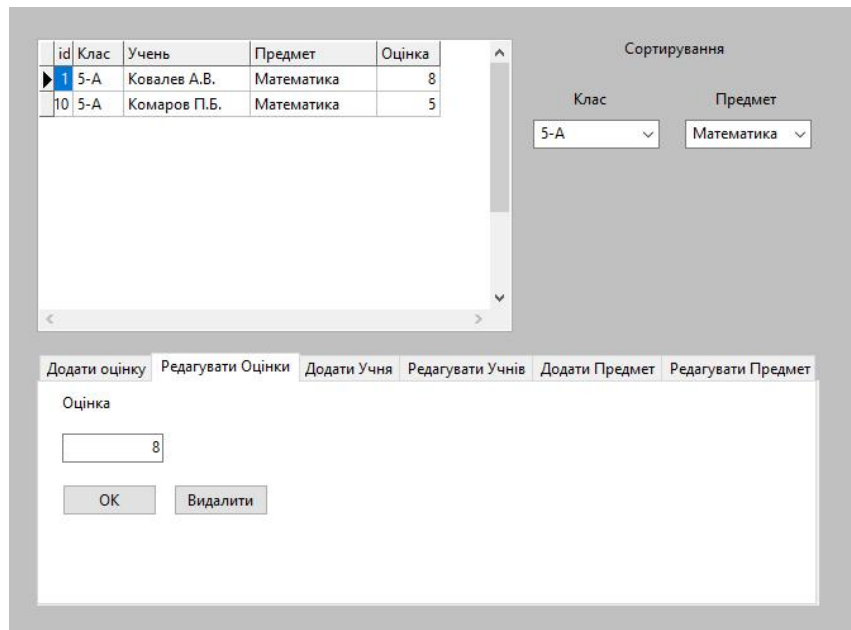 id Клас Учень Предмет Оцінка
1 5-А Ковалев А.В. Математика 8
10 5-А Комаров П.Б. Математика 5
Сортирування
Клас Предмет
5-А Математика
Додати оцінку Редагувати Оцінки Додати Учня Редагувати Учнів Додати Предмет Редагувати Предмет
Оцінка
8
ОК Видалити